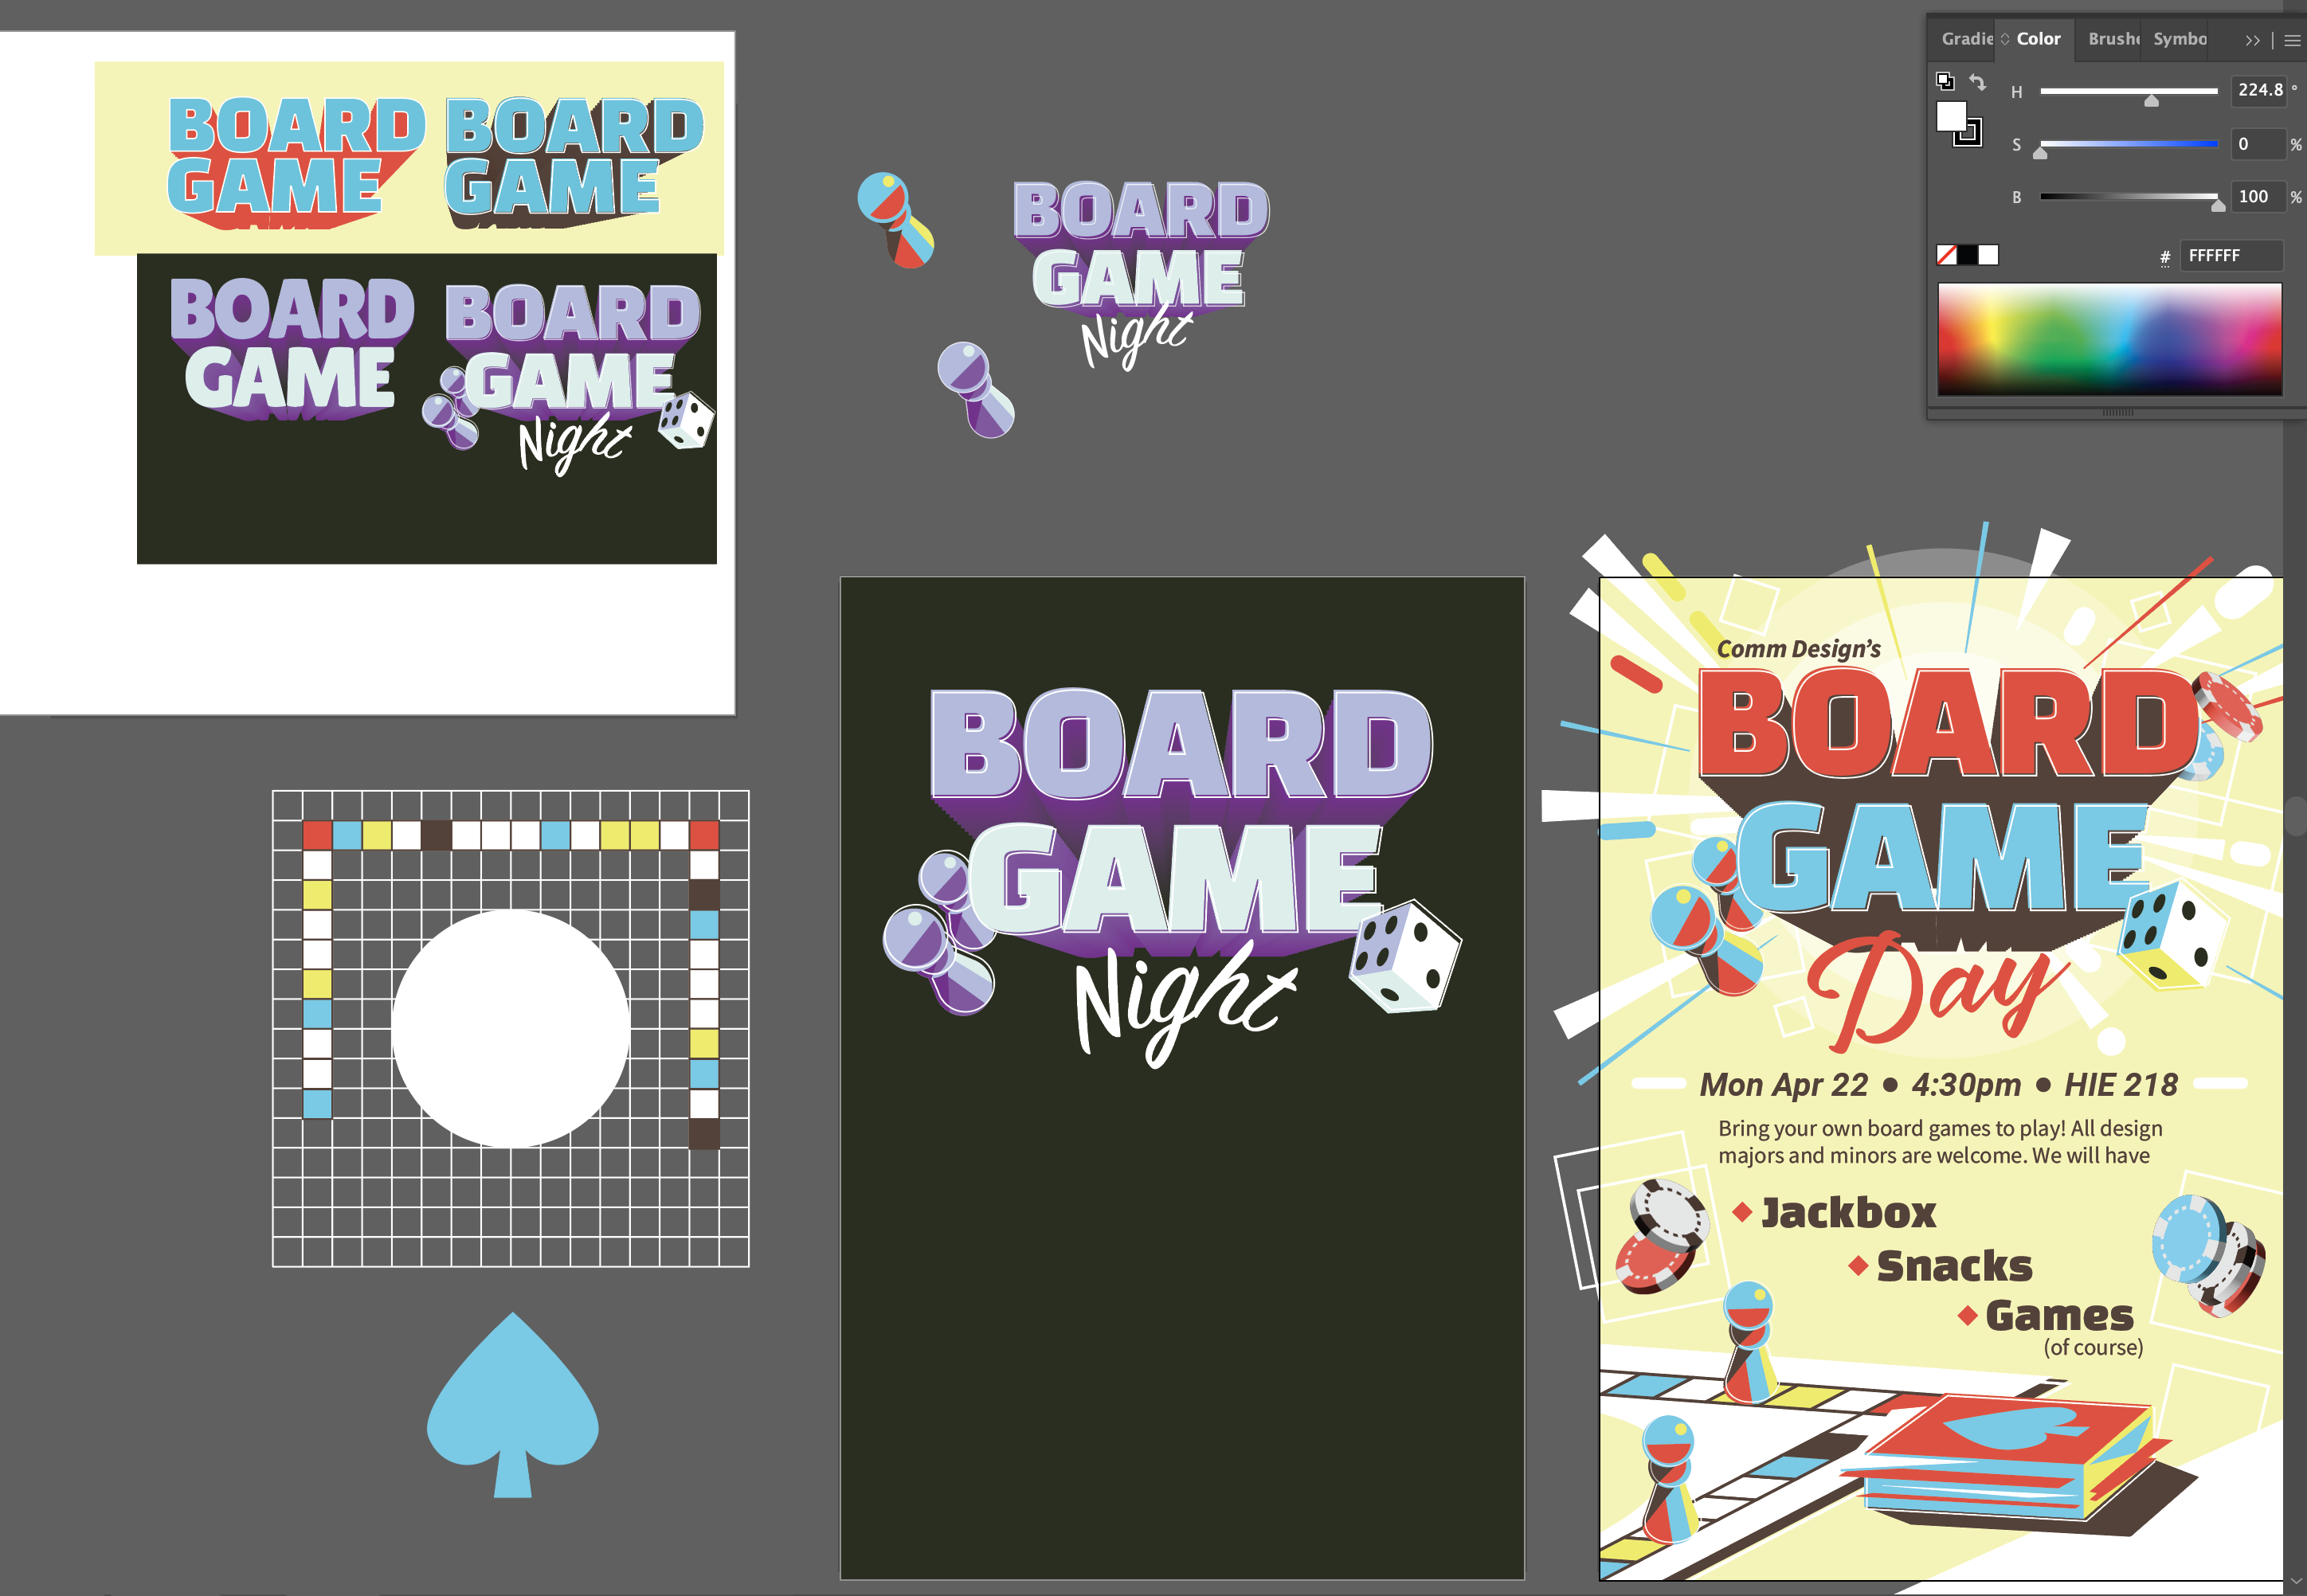 Gradie
Color
Brushe
Symbo
H
224.8
°
S
0
%
B
100
%
#
FFFFFF
BOARD
GAME
BOARD
GAME
BOARD
GAME
BOARD
GAME
Night
BOARD
GAME
Night
BOARD
GAME
Night
Comm Design's
BOARD
GAME
Day
Mon Apr 22 • 4:30pm • HIE 218
Bring your own board games to play! All design
majors and minors are welcome. We will have
Jackbox
Snacks
Games
(of course)